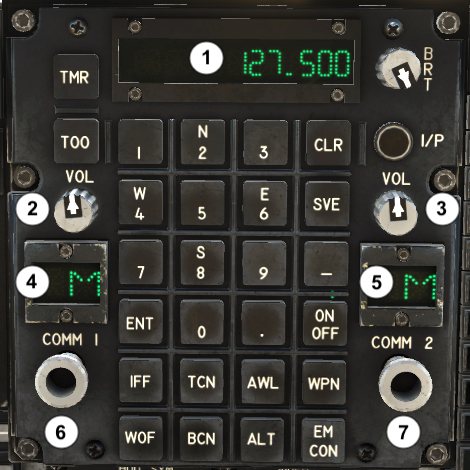 1 127.500
BRT
TMR
TOO 1 N 2 3 CLR I/P
VOL VOL
2 W 4 5 E 6 SVE 3
4 M 7 S 8 9 – 5 M
COMM 1 ENT 0 . ON OFF COMM 2
IFF TCN AWL WPN
6 7
WOF BCN ALT EM CON